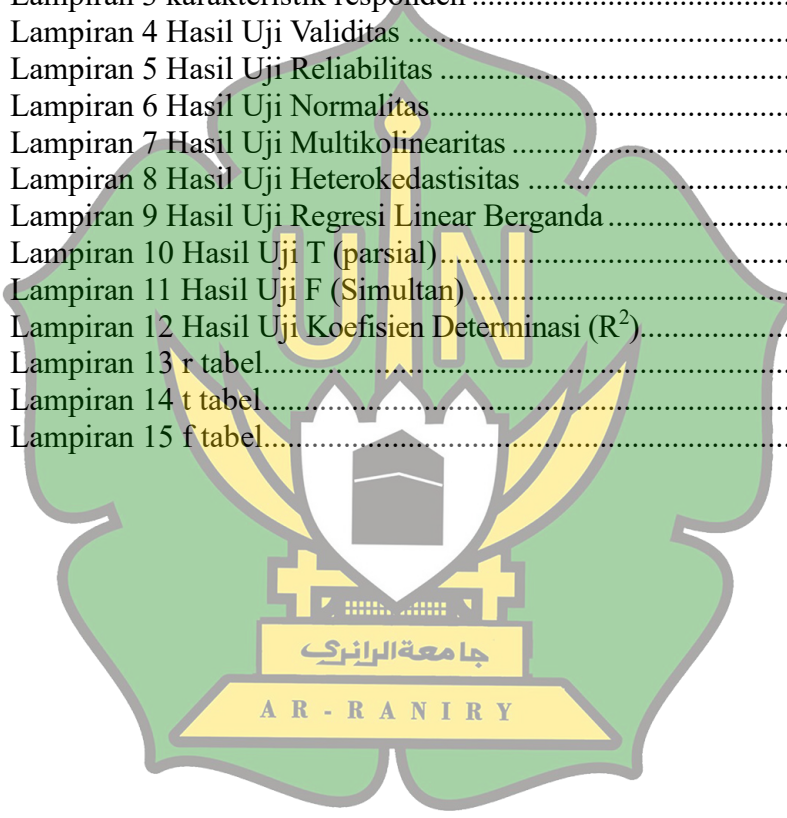 Lampiran 3 karakteristik responden ........................................
Lampiran 4 Hasil Uji Validitas ................................................
Lampiran 5 Hasil Uji Reliabilitas ............................................
Lampiran 6 Hasil Uji Normalitas.............................................
Lampiran 7 Hasil Uji Multikolinearitas ...................................
Lampiran 8 Hasil Uji Heterokedastisitas .................................
Lampiran 9 Hasil Uji Regresi Linear Berganda.......................
Lampiran 10 Hasil Uji T (parsial)............................................
Lampiran 11 Hasil Uji F (Simultan) ........................................
Lampiran 12 Hasil Uji Koefisien Determinasi (R²)..................
Lampiran 13 r tabel..................................................................
Lampiran 14 t tabel..................................................................
Lampiran 15 f tabel..................................................................
UIN
جامعة الرانري
AR-RANIRY